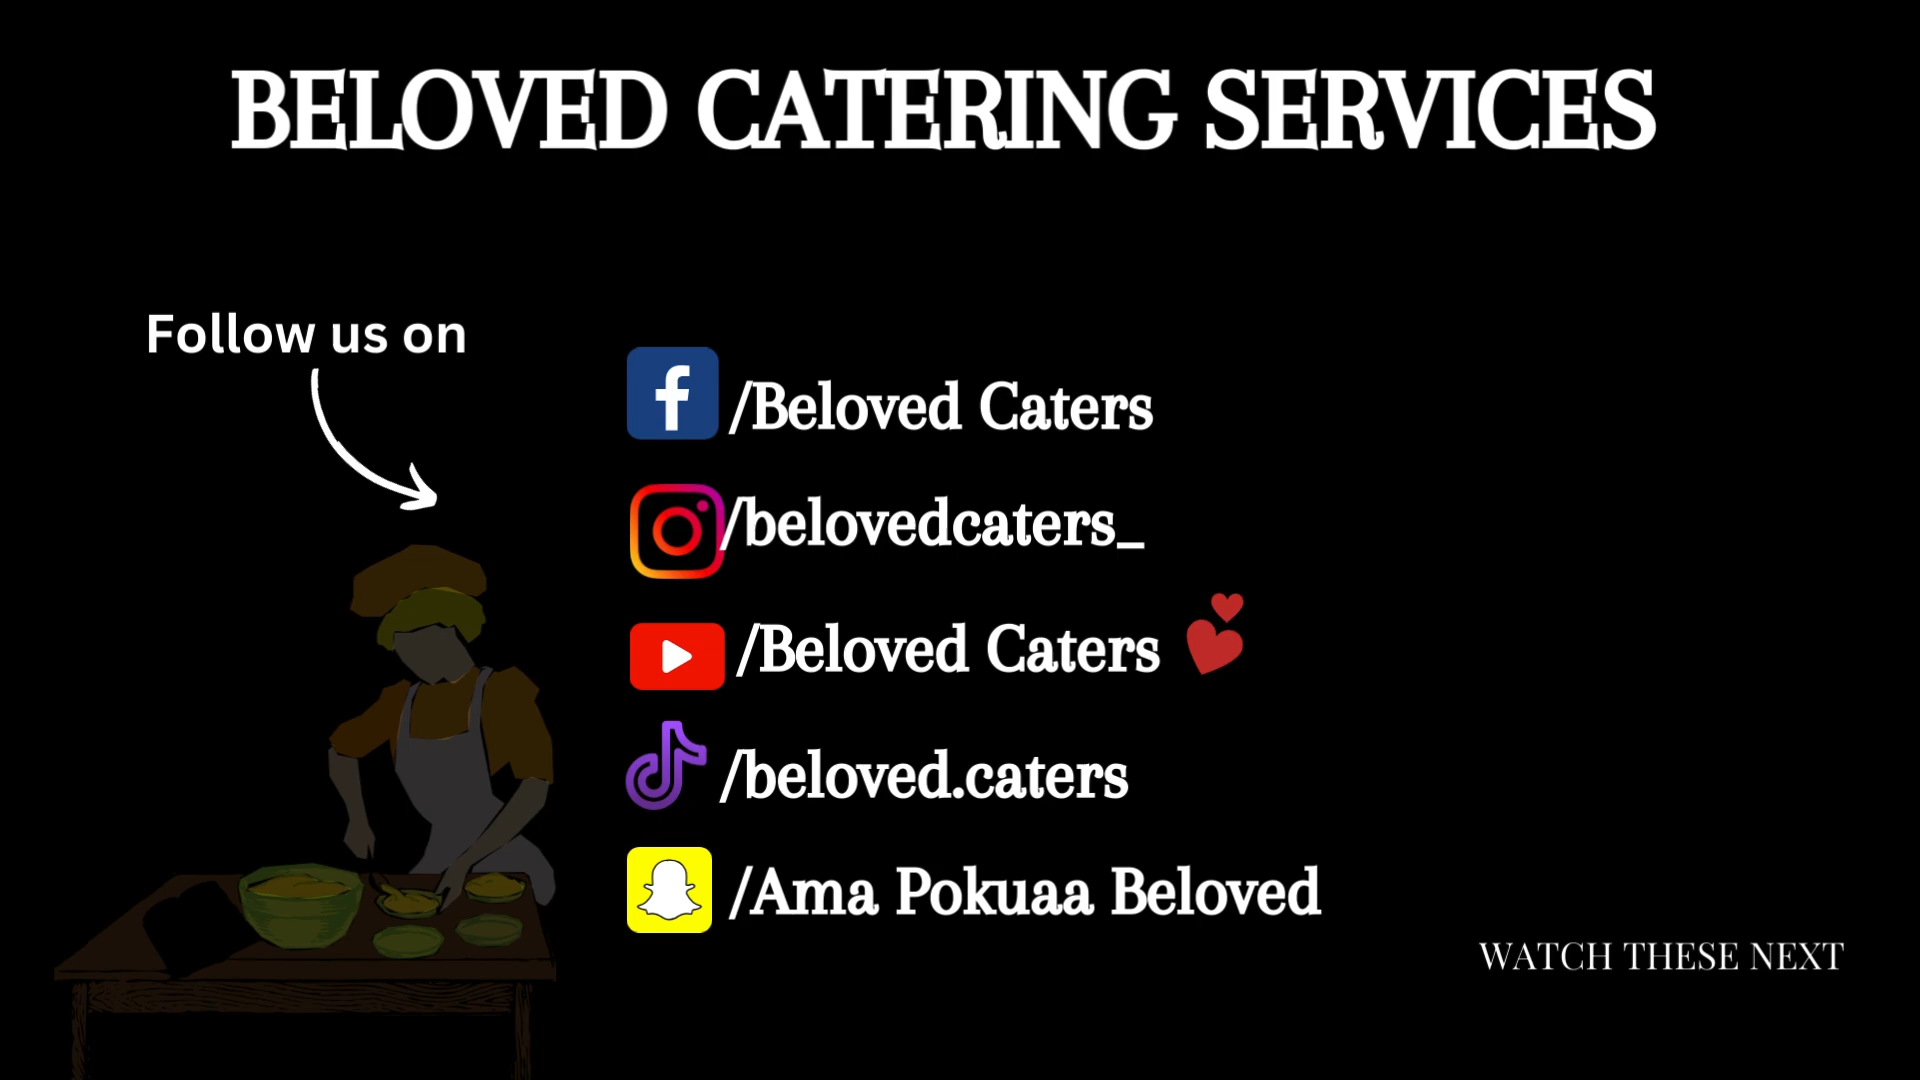 BELOVED CATERING SERVICES
Follow us on
/Beloved Caters
/belovedcaters_
/Beloved Caters
/beloved.caters
/Ama Pokuaa Beloved
WATCH THESE NEXT